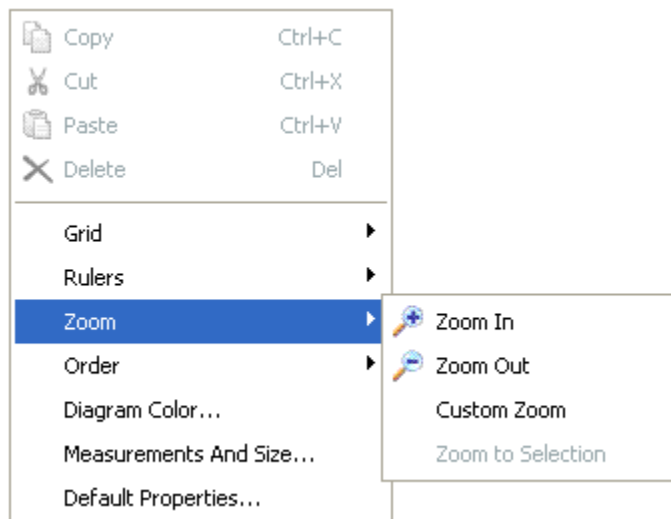 Copy Ctrl+C
Cut Ctrl+X
Paste Ctrl+V
Delete Del
Grid
Rulers
Zoom
Order
Diagram Color...
Measurements And Size...
Default Properties...
Zoom In
Zoom Out
Custom Zoom
Zoom to Selection